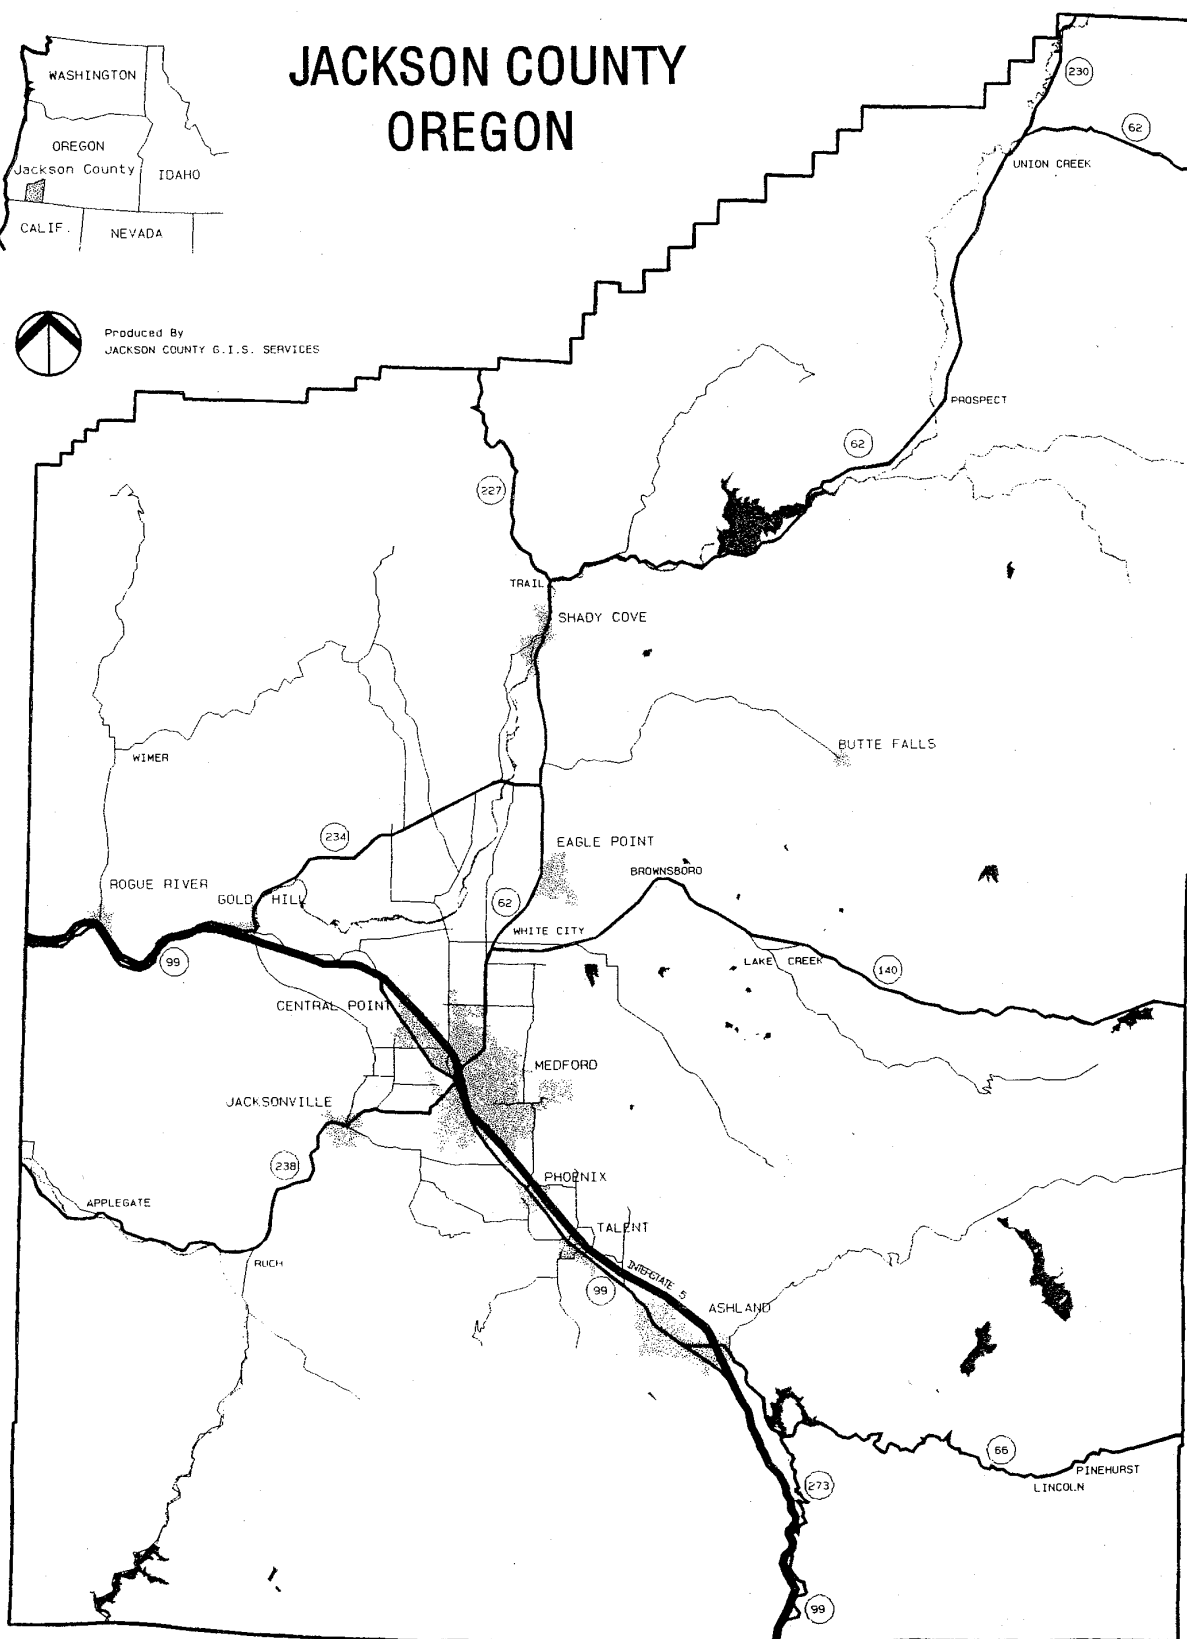 JACKSON COUNTY
OREGON
WASHINGTON
OREGON
Jackson County
IDAHO
CALIF.
NEVADA
Produced By
JACKSON COUNTY G.I.S. SERVICES
230
62
UNION CREEK
PROSPECT
62
227
TRAIL
SHADY COVE
BUTTE FALLS
WIMER
234
EAGLE POINT
BROWNSBORO
ROGUE RIVER
GOLD HILL
62
WHITE CITY
99
LAKE CREEK
140
CENTRAL POINT
MEDFORD
JACKSONVILLE
238
PHOENIX
APPLEGATE
TALENT
RUCH
INTERSTATE 5
99
ASHLAND
66
PINEHURST
LINCOLN
273
99